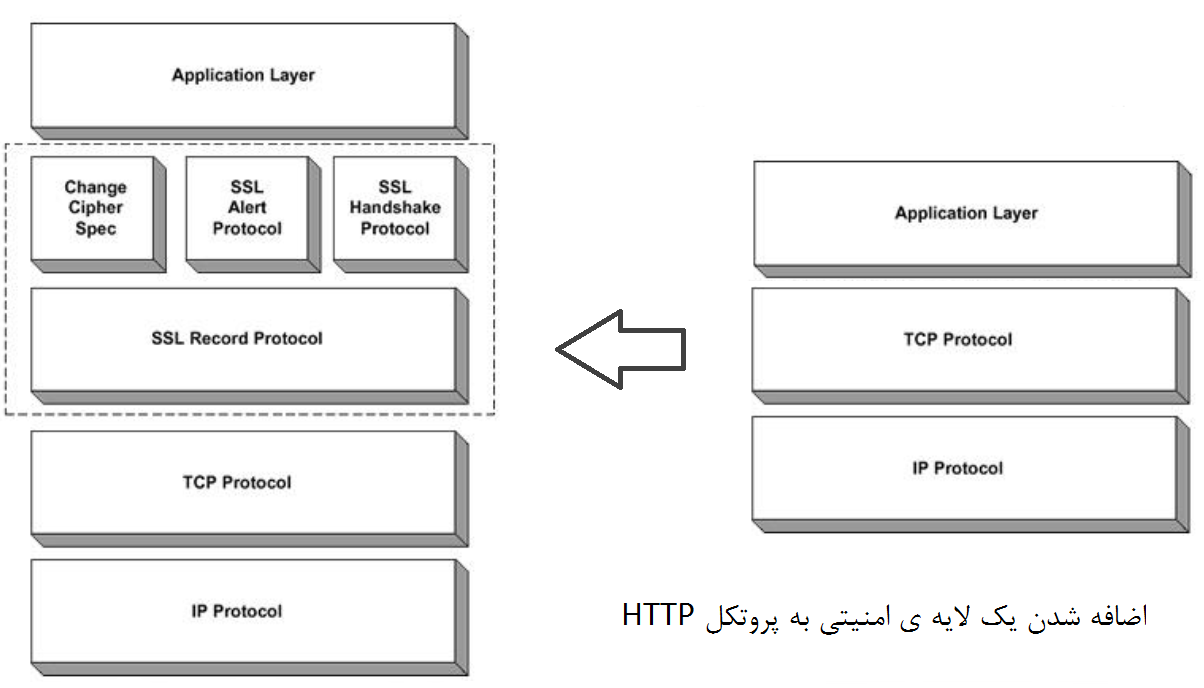 Application Layer
Change
Cipher
Spec
SSL
Alert
Protocol
SSL
Handshake
Protocol
SSL Record Protocol
TCP Protocol
IP Protocol
Application Layer
TCP Protocol
IP Protocol
اضافه شدن یک لایه ی امنیتی به پروتکل HTTP